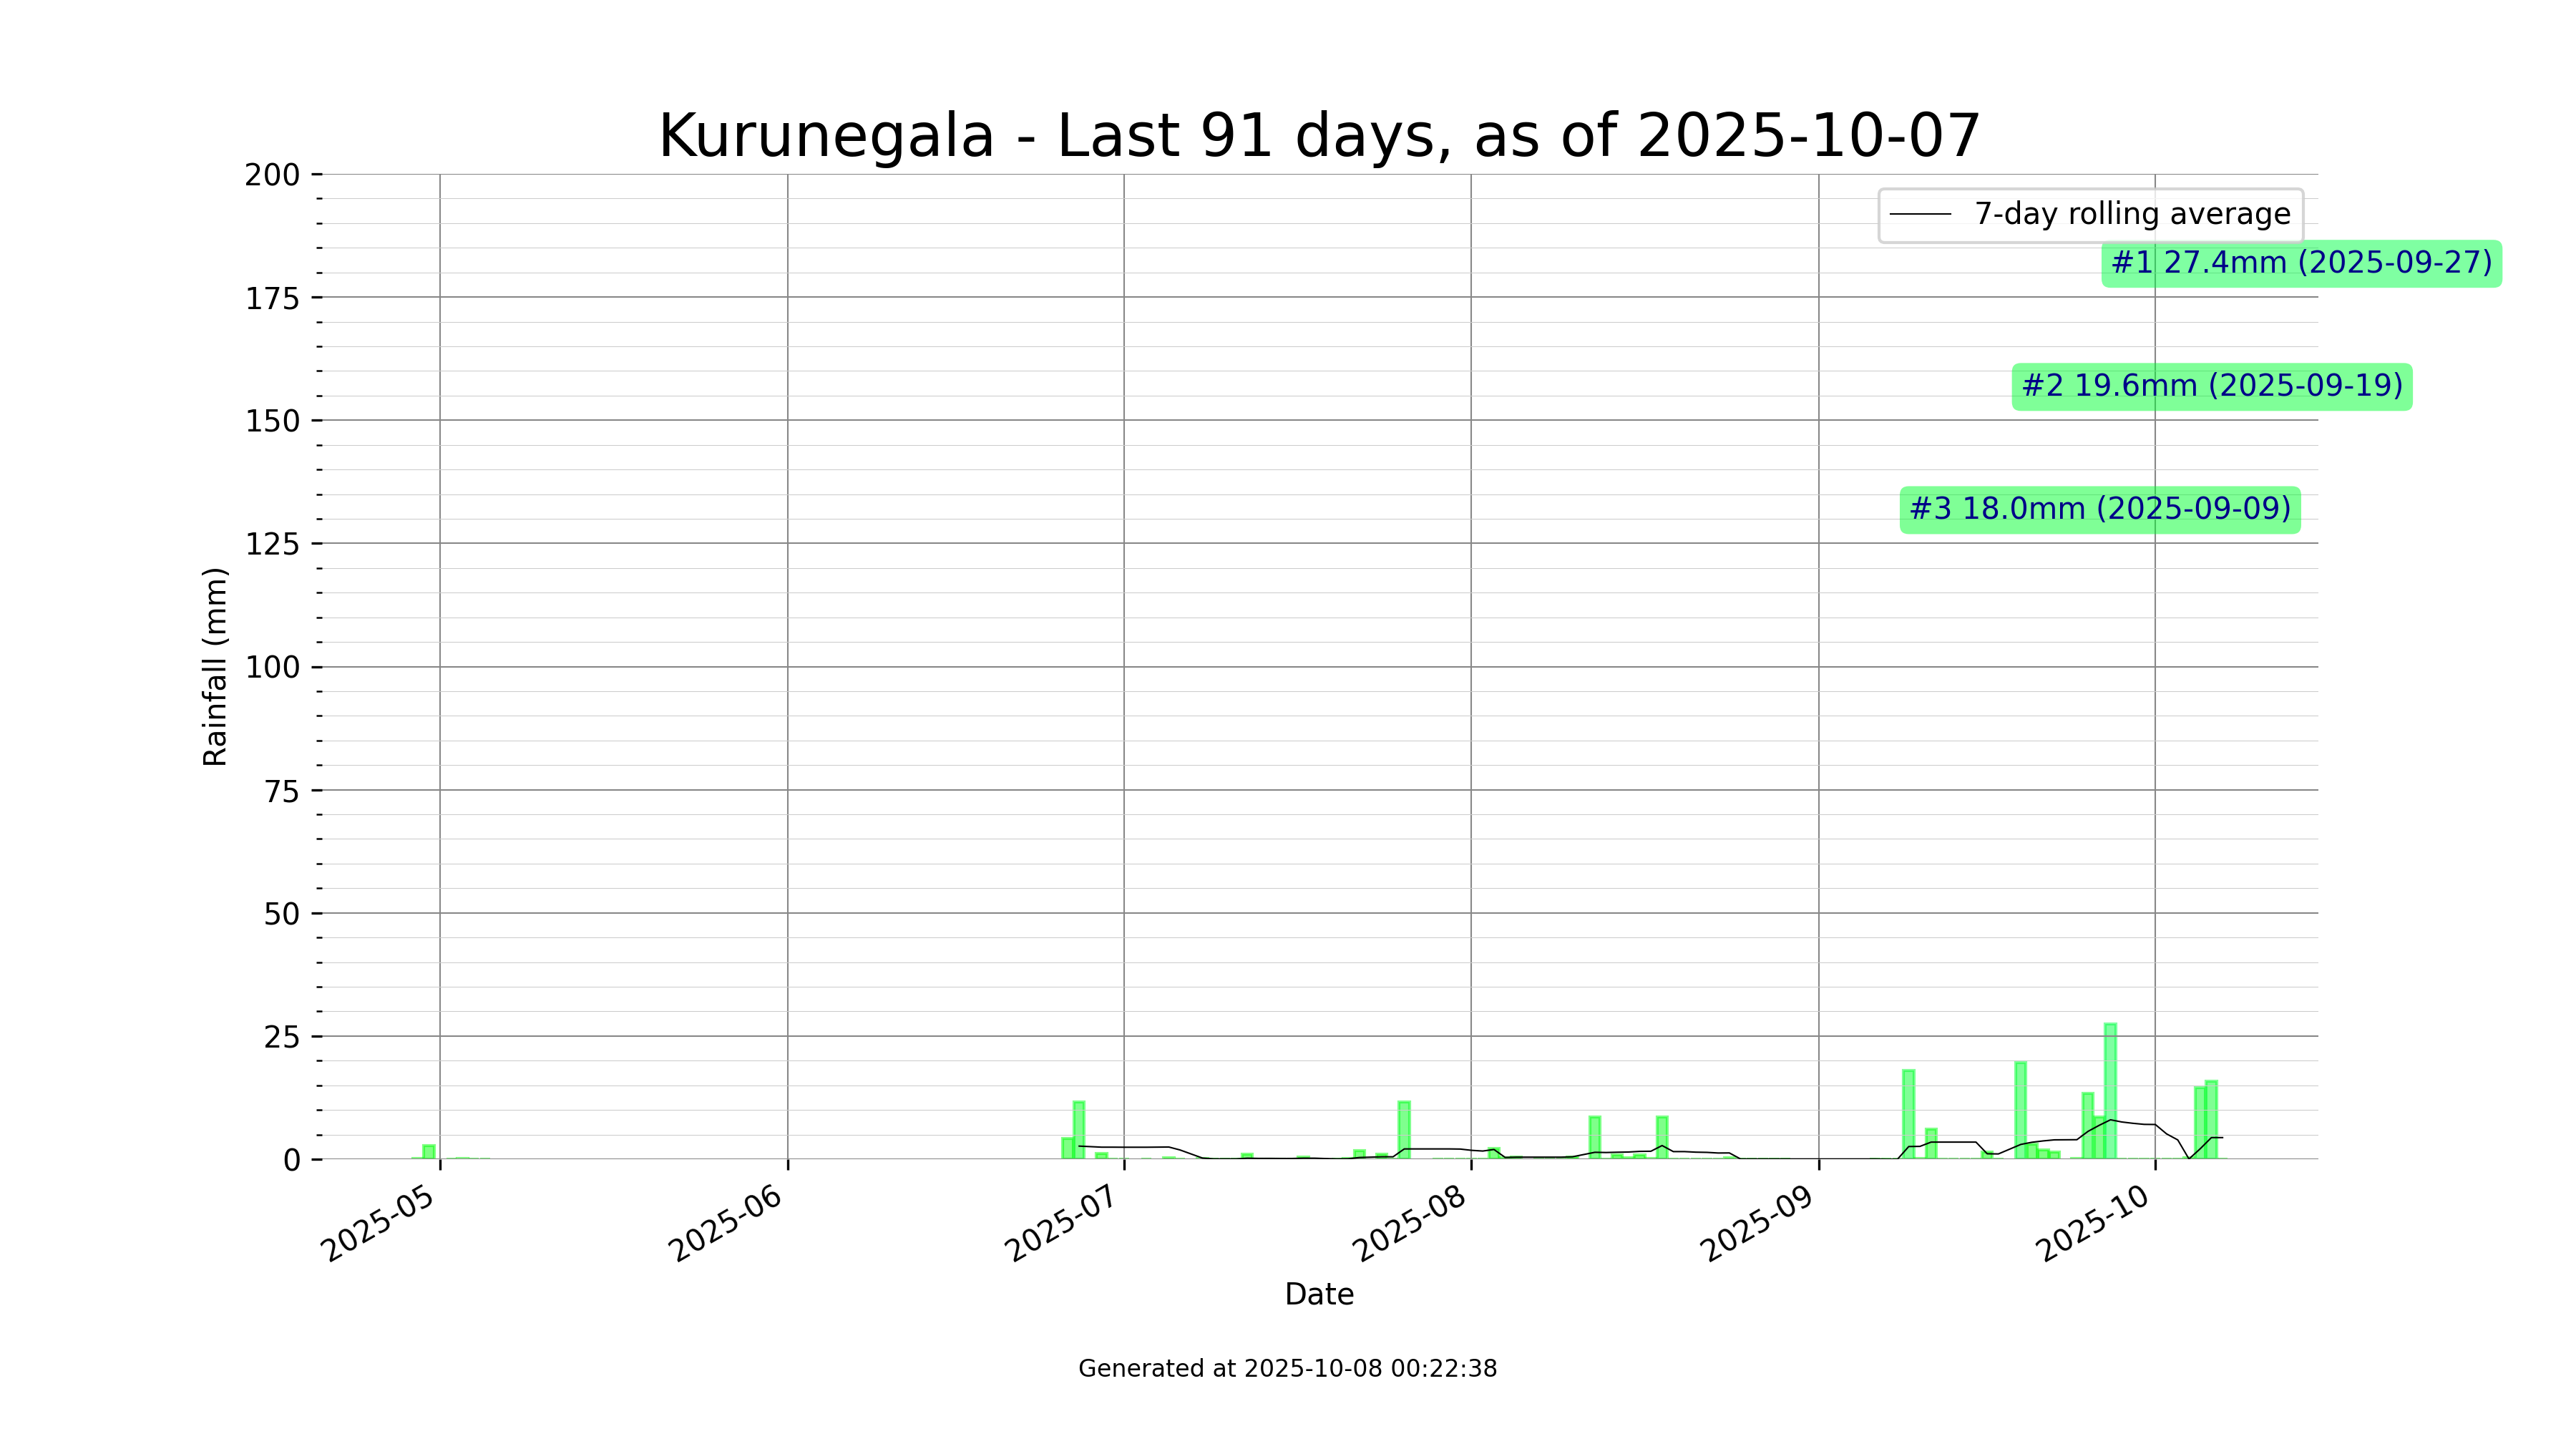 Kurunegala - Last 91 days, as of 2025-10-07
200
175
150
125
100
75
50
25
0
Rainfall (mm)
7-day rolling average
#1 27.4mm (2025-09-27)
#2 19.6mm (2025-09-19)
#3 18.0mm (2025-09-09)
2025-05
2025-06
2025-07
2025-08
2025-09
2025-10
Date
Generated at 2025-10-08 00:22:38